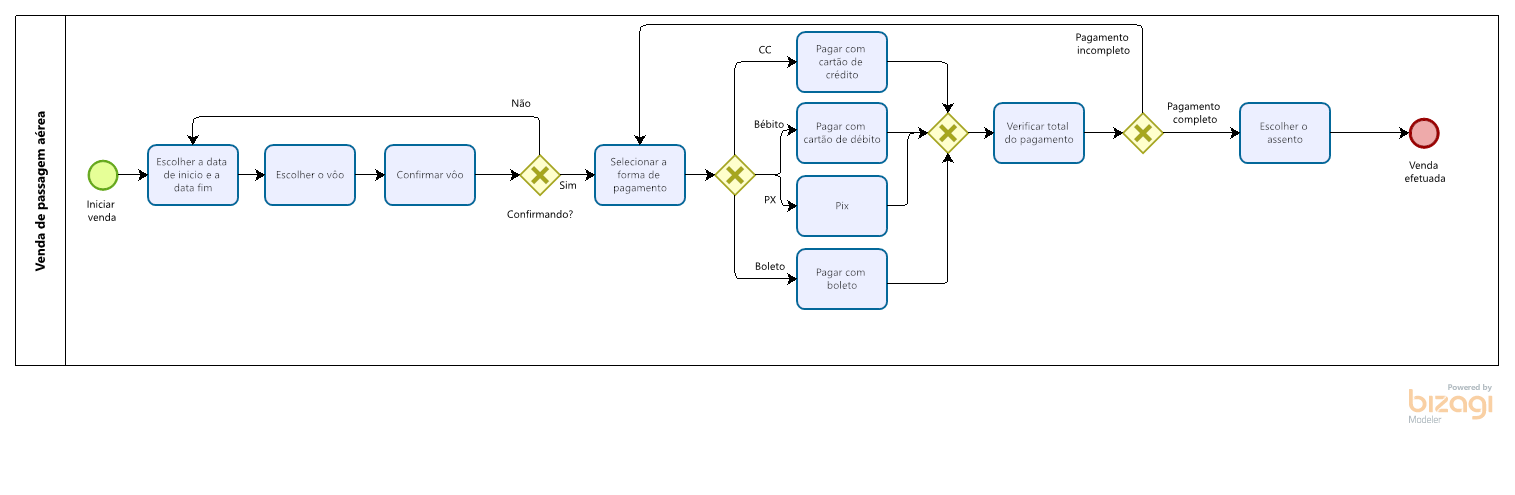 Venda de passagem aérea
Iniciar
venda
Escolher a data
de inicio e a
data fim
Escolher o vôo
Confirmar vôo
Não
Sim
Confirmando?
Selecionar a
forma de
pagamento
CC
Bébito
PX
Boleto
Pagar com
cartão de
crédito
Pagar com
cartão de débito
Pix
Pagar com
boleto
Verificar total
do pagamento
Pagamento
incompleto
Pagamento
completo
Escolher o
assento
Venda
efetuada
Powered by
bizagi
Modeler